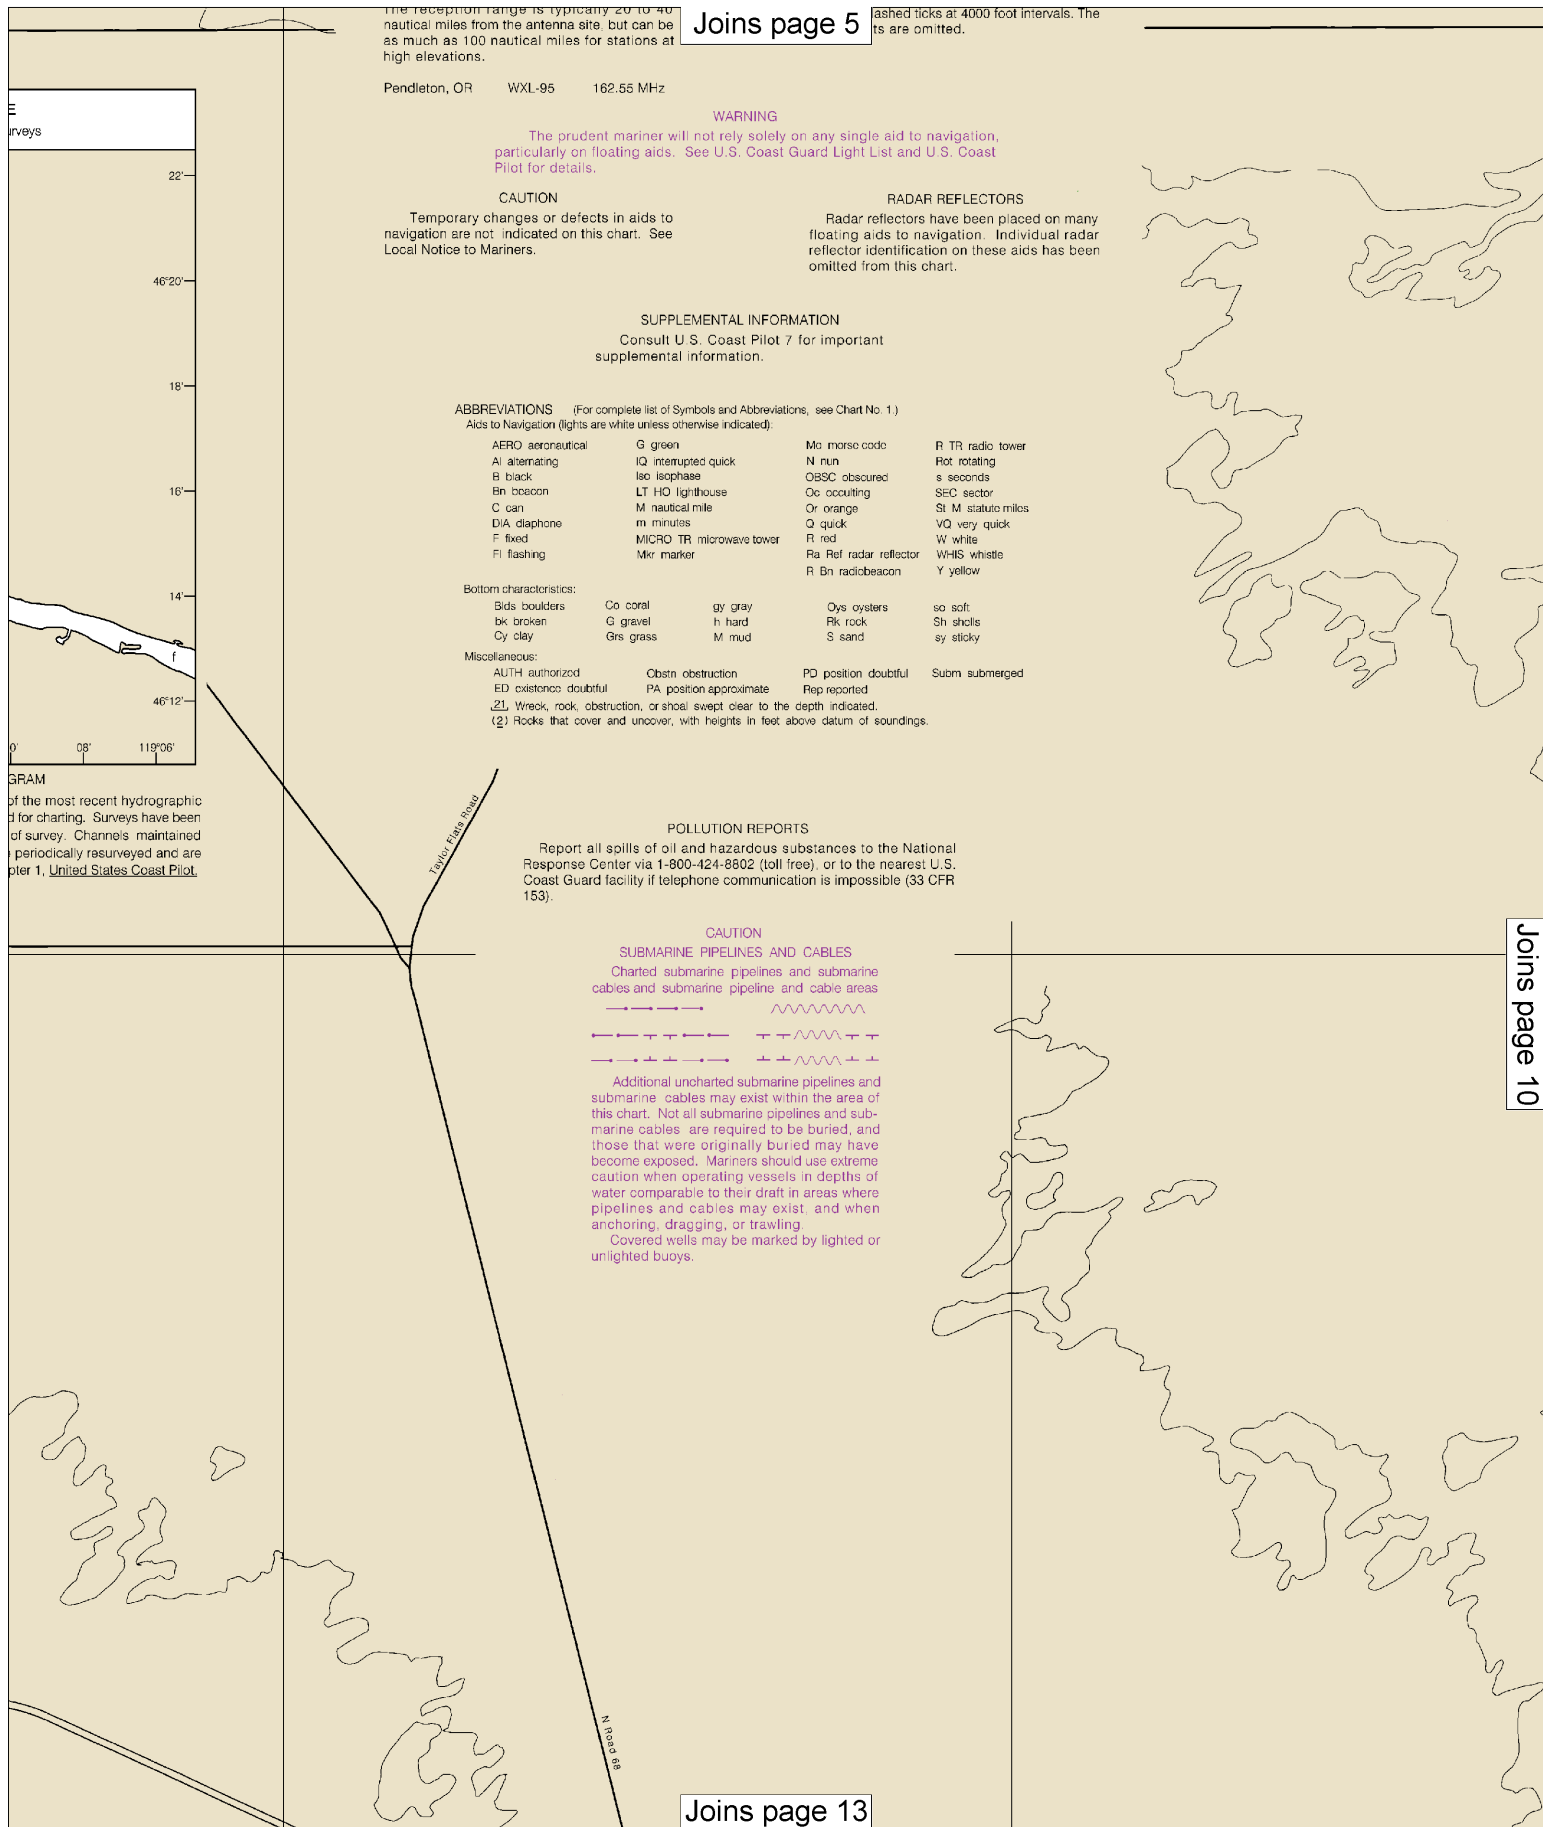 The reception range is typically 20 to 40
nautical miles from the antenna site, but can be
as much as 100 nautical miles for stations at
high elevations.
Joins page 5
ashed ticks at 4000 foot intervals. The
ts are omitted.
Pendleton, OR WXL-95 162.55 MHz
E
urveys
22'
46°20'
18'
16'
14'
f
46°12'
0' 08' 119°06'
GRAM
of the most recent hydrographic
d for charting. Surveys have been
of survey. Channels maintained
periodically resurveyed and are
pter 1, United States Coast Pilot.
WARNING
The prudent mariner will not rely solely on any single aid to navigation,
particularly on floating aids. See U.S. Coast Guard Light List and U.S. Coast
Pilot for details.
CAUTION
Temporary changes or defects in aids to
navigation are not indicated on this chart. See
Local Notice to Mariners.
RADAR REFLECTORS
Radar reflectors have been placed on many
floating aids to navigation. Individual radar
reflector identification on these aids has been
omitted from this chart.
SUPPLEMENTAL INFORMATION
Consult U.S. Coast Pilot 7 for important
supplemental information.
ABBREVIATIONS (For complete list of Symbols and Abbreviations, see Chart No. 1.)
Aids to Navigation (lights are white unless otherwise indicated):
AERO aeronautical G green Mo morse code R TR radio tower
Al alternating IQ interrupted quick N nun Rot rotating
B black Iso isophase OBSC obscured s seconds
Bn beacon LT HO lighthouse Oc occulting SEC sector
C can M nautical mile Or orange St M statute miles
DIA diaphone m minutes Q quick VQ very quick
F fixed MICRO TR microwave tower R red W white
Fl flashing Mkr marker Ra Ref radar reflector WHIS whistle
R Bn radiobeacon Y yellow
Bottom characteristics:
Blds boulders Co coral gy gray Oys oysters so soft
bk broken G gravel h hard Rk rock Sh shells
Cy clay Grs grass M mud S sand sy sticky
Miscellaneous:
AUTH authorized Obstn obstruction PD position doubtful Subm submerged
ED existence doubtful PA position approximate Rep reported
21, Wreck, rock, obstruction, or shoal swept clear to the depth indicated.
(2) Rocks that cover and uncover, with heights in feet above datum of soundings.
Taylor Flats Road
POLLUTION REPORTS
Report all spills of oil and hazardous substances to the National
Response Center via 1-800-424-8802 (toll free), or to the nearest U.S.
Coast Guard facility if telephone communication is impossible (33 CFR
153).
CAUTION
SUBMARINE PIPELINES AND CABLES
Charted submarine pipelines and submarine
cables and submarine pipeline and cable areas
Additional uncharted submarine pipelines and
submarine cables may exist within the area of
this chart. Not all submarine pipelines and sub-
marine cables are required to be buried, and
those that were originally buried may have
become exposed. Mariners should use extreme
caution when operating vessels in depths of
water comparable to their draft in areas where
pipelines and cables may exist, and when
anchoring, dragging, or trawling.
Covered wells may be marked by lighted or
unlighted buoys.
Joins page 10
N Road 68
Joins page 13